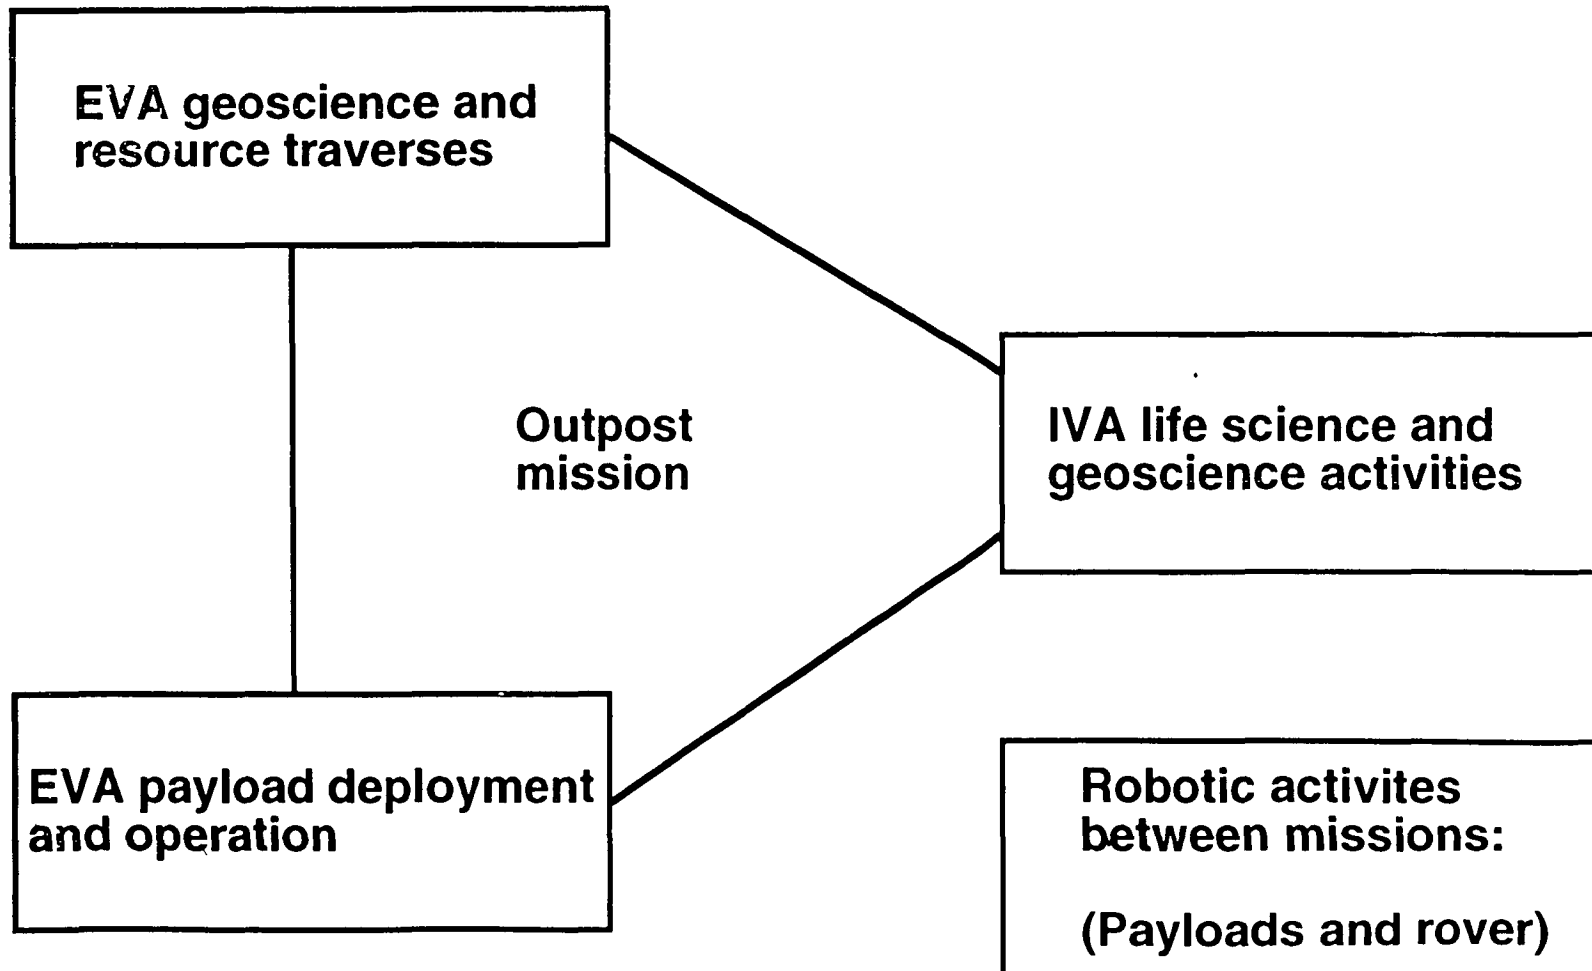 EVA geoscience and
resource traverses
Outpost
mission
IVA life science and
geoscience activities
EVA payload deployment
and operation
Robotic activites
between missions:
(Payloads and rover)